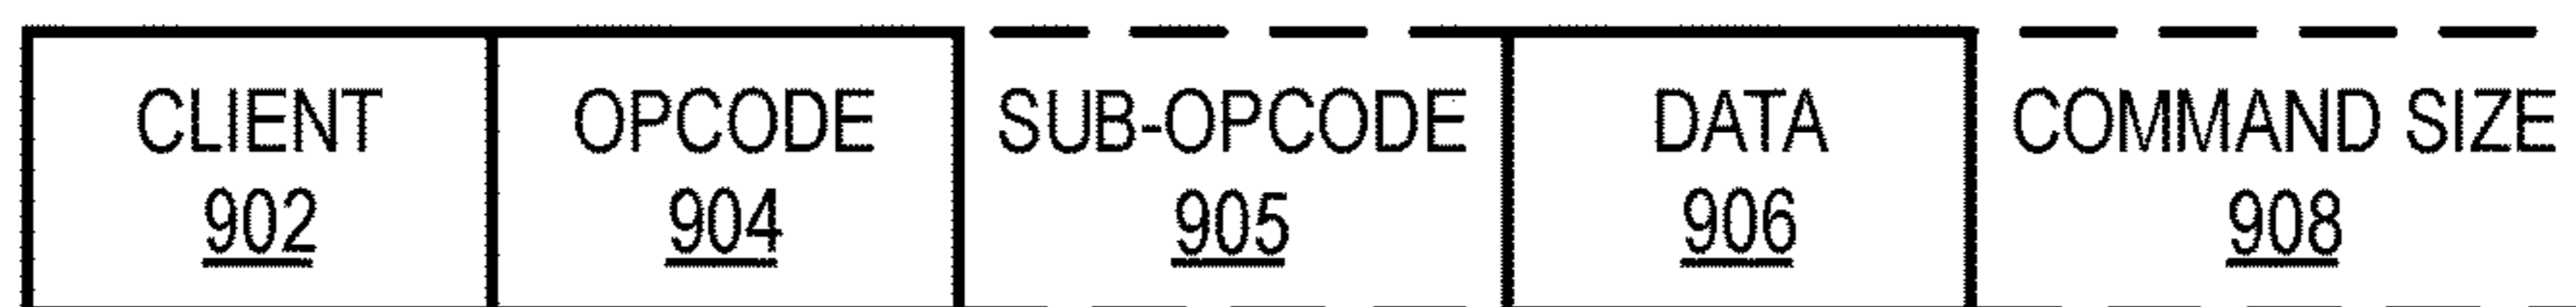 CLIENT OPCODE SUB-OPCODE DATA COMMAND SIZE
902 904 905 906 908